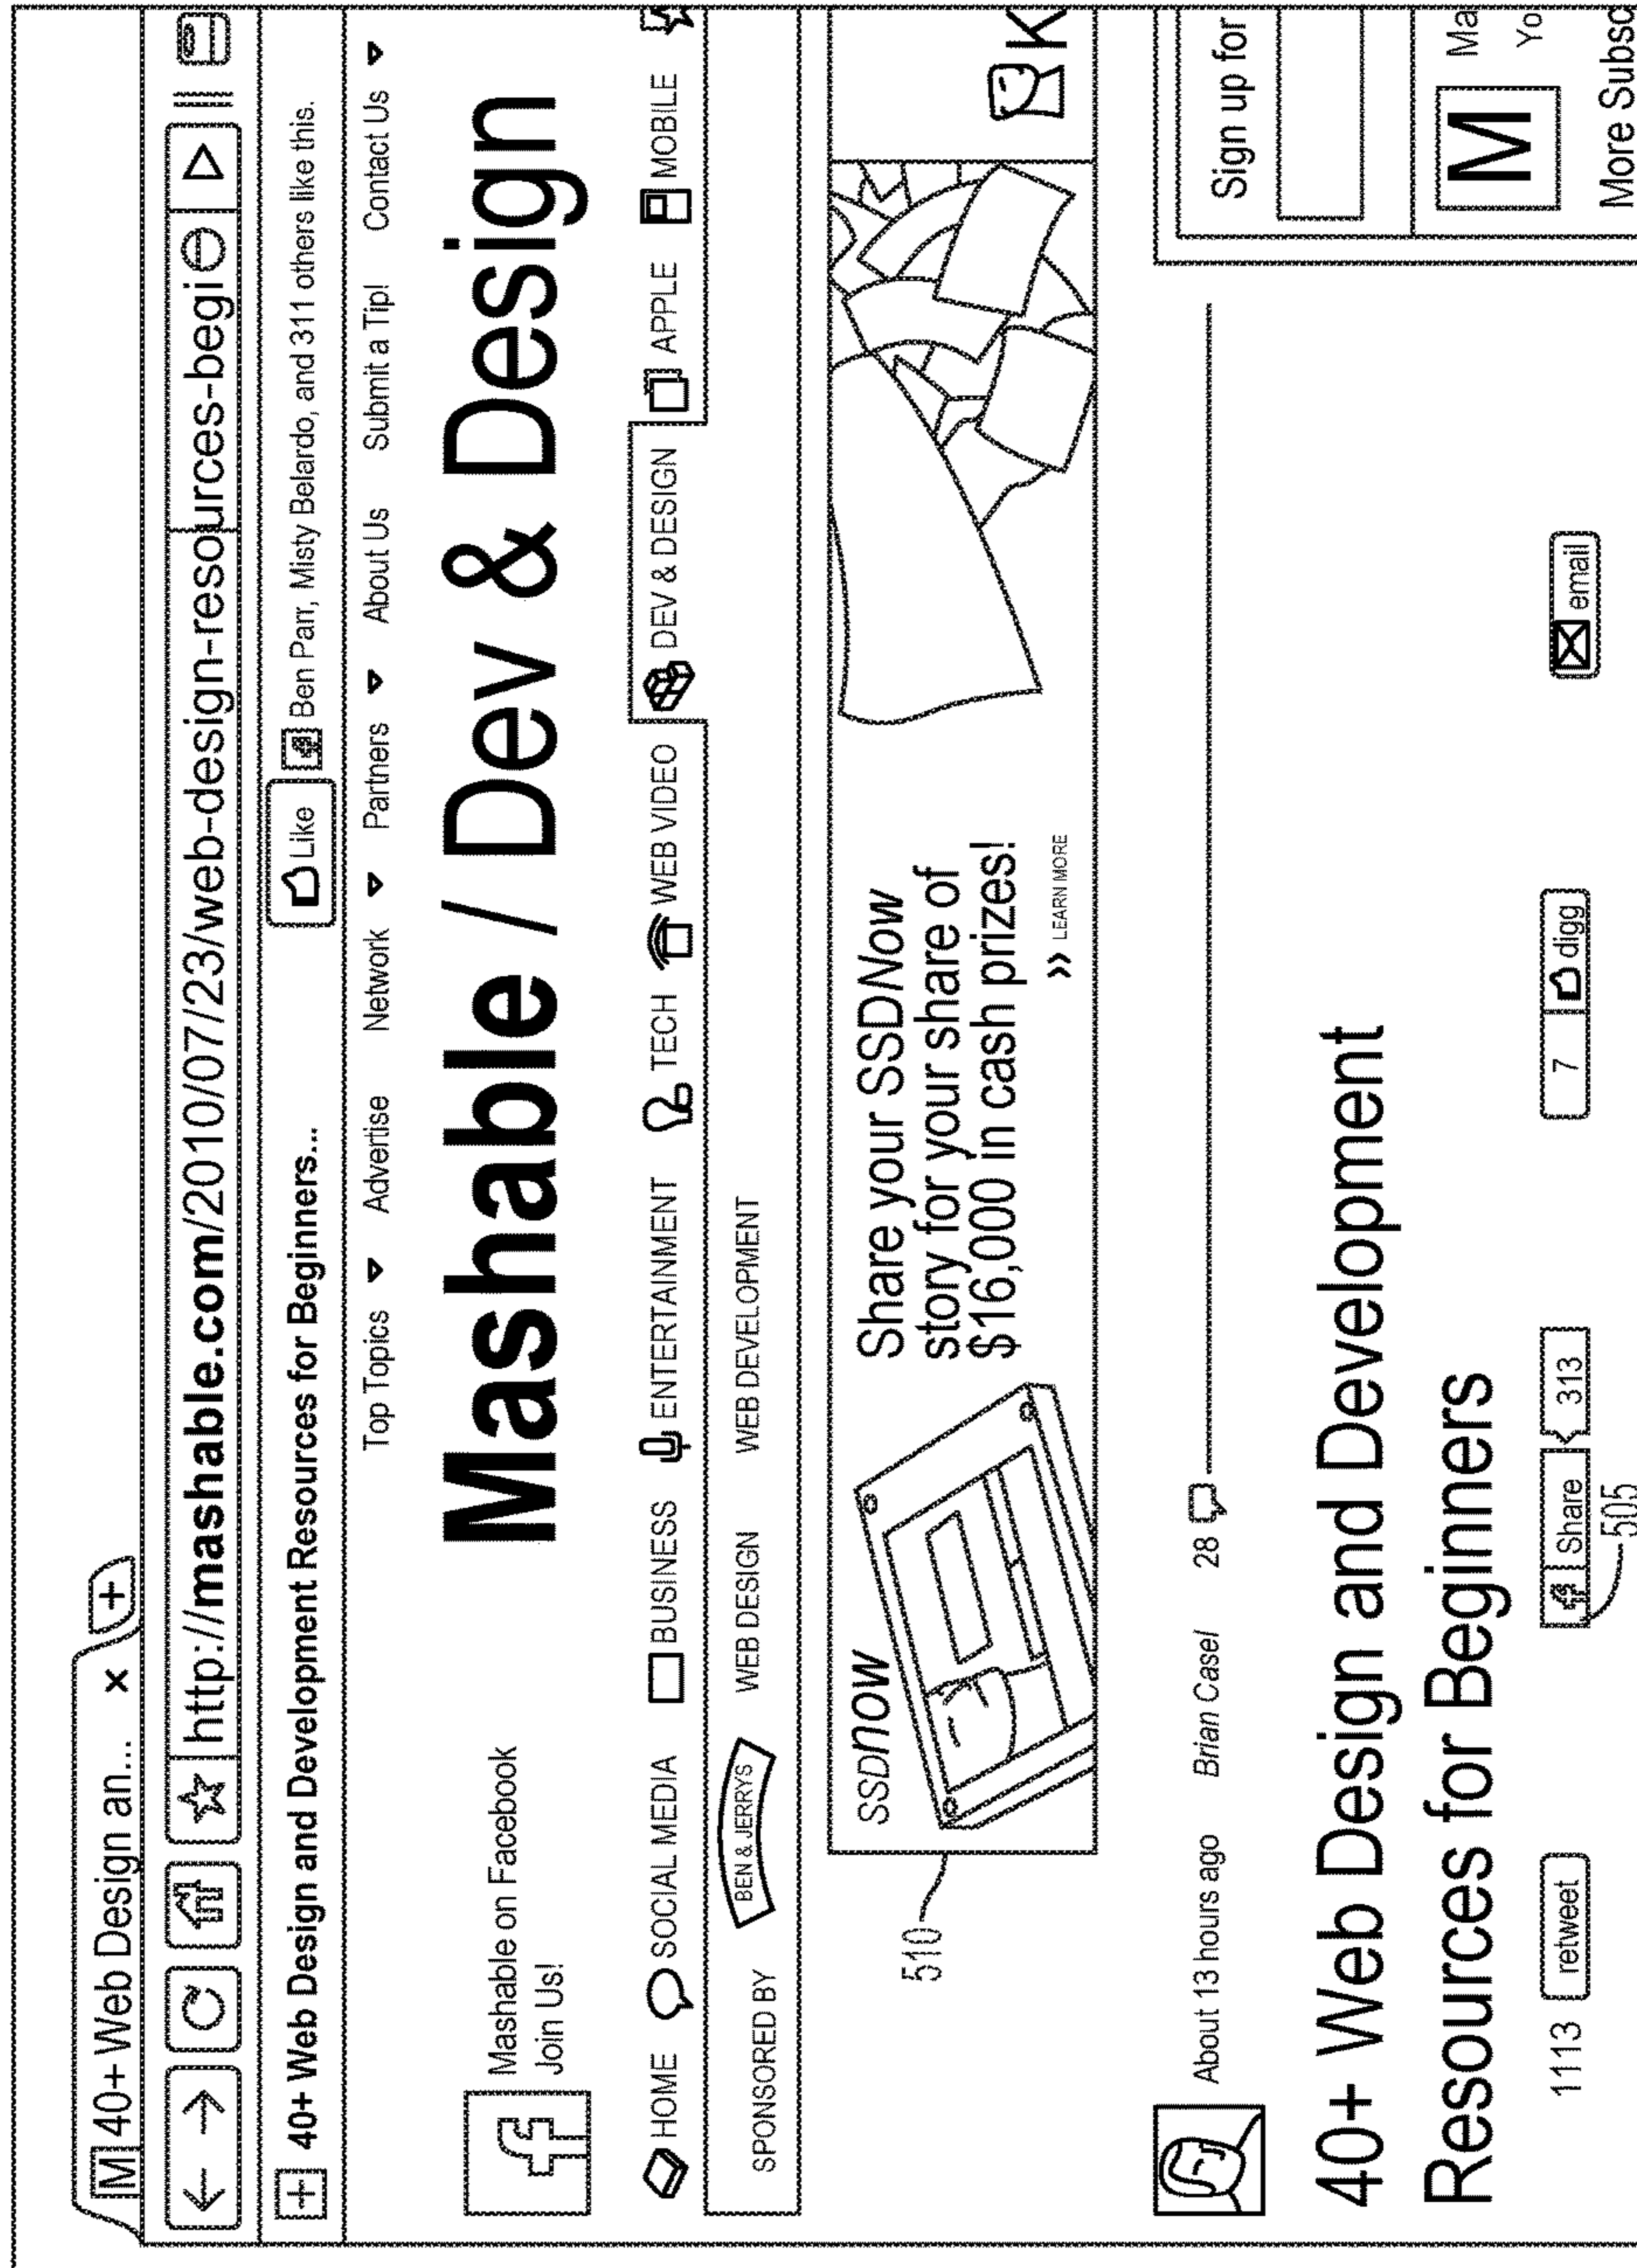 M 40+ Web Design an... × +
http://mashable.com/2010/07/23/web-design-resources-begi
+ 40+ Web Design and Development Resources for Beginners... Like Ben Parr, Misty Belardo, and 311 others like this.
Top Topics Advertise Network Partners About Us Submit a Tip! Contact Us
Mashable on Facebook
Join Us!
Mashable / Dev & Design
HOME SOCIAL MEDIA BUSINESS ENTERTAINMENT TECH WEB VIDEO DEV & DESIGN APPLE MOBILE
SPONSORED BY BEN & JERRYS WEB DESIGN WEB DEVELOPMENT
510
SSDnow
Share your SSDNow
story for your share of
$16,000 in cash prizes!
>> LEARN MORE
K
About 13 hours ago Brian Casel 28
40+ Web Design and Development
Resources for Beginners
1113 retweet Share 313 7 digg email
505
Sign up for
M Ma
Yo
More Subsc